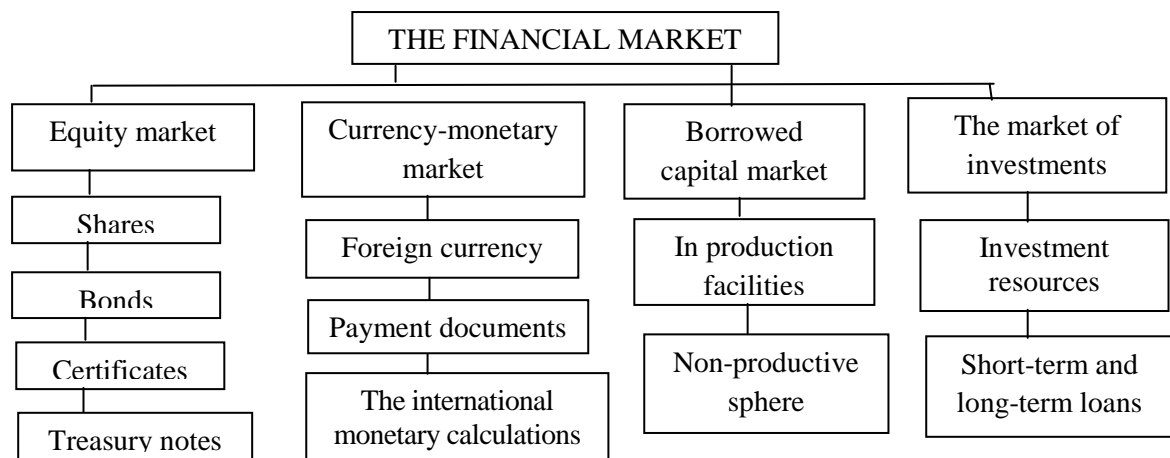 THE FINANCIAL MARKET
Equity market
Shares
Bonds
Certificates
Treasury notes
Currency-monetary
market
Foreign currency
Payment documents
The international
monetary calculations
Borrowed
capital market
In production
facilities
Non-productive
sphere
The market of
investments
Investment
resources
Short-term and
long-term loans